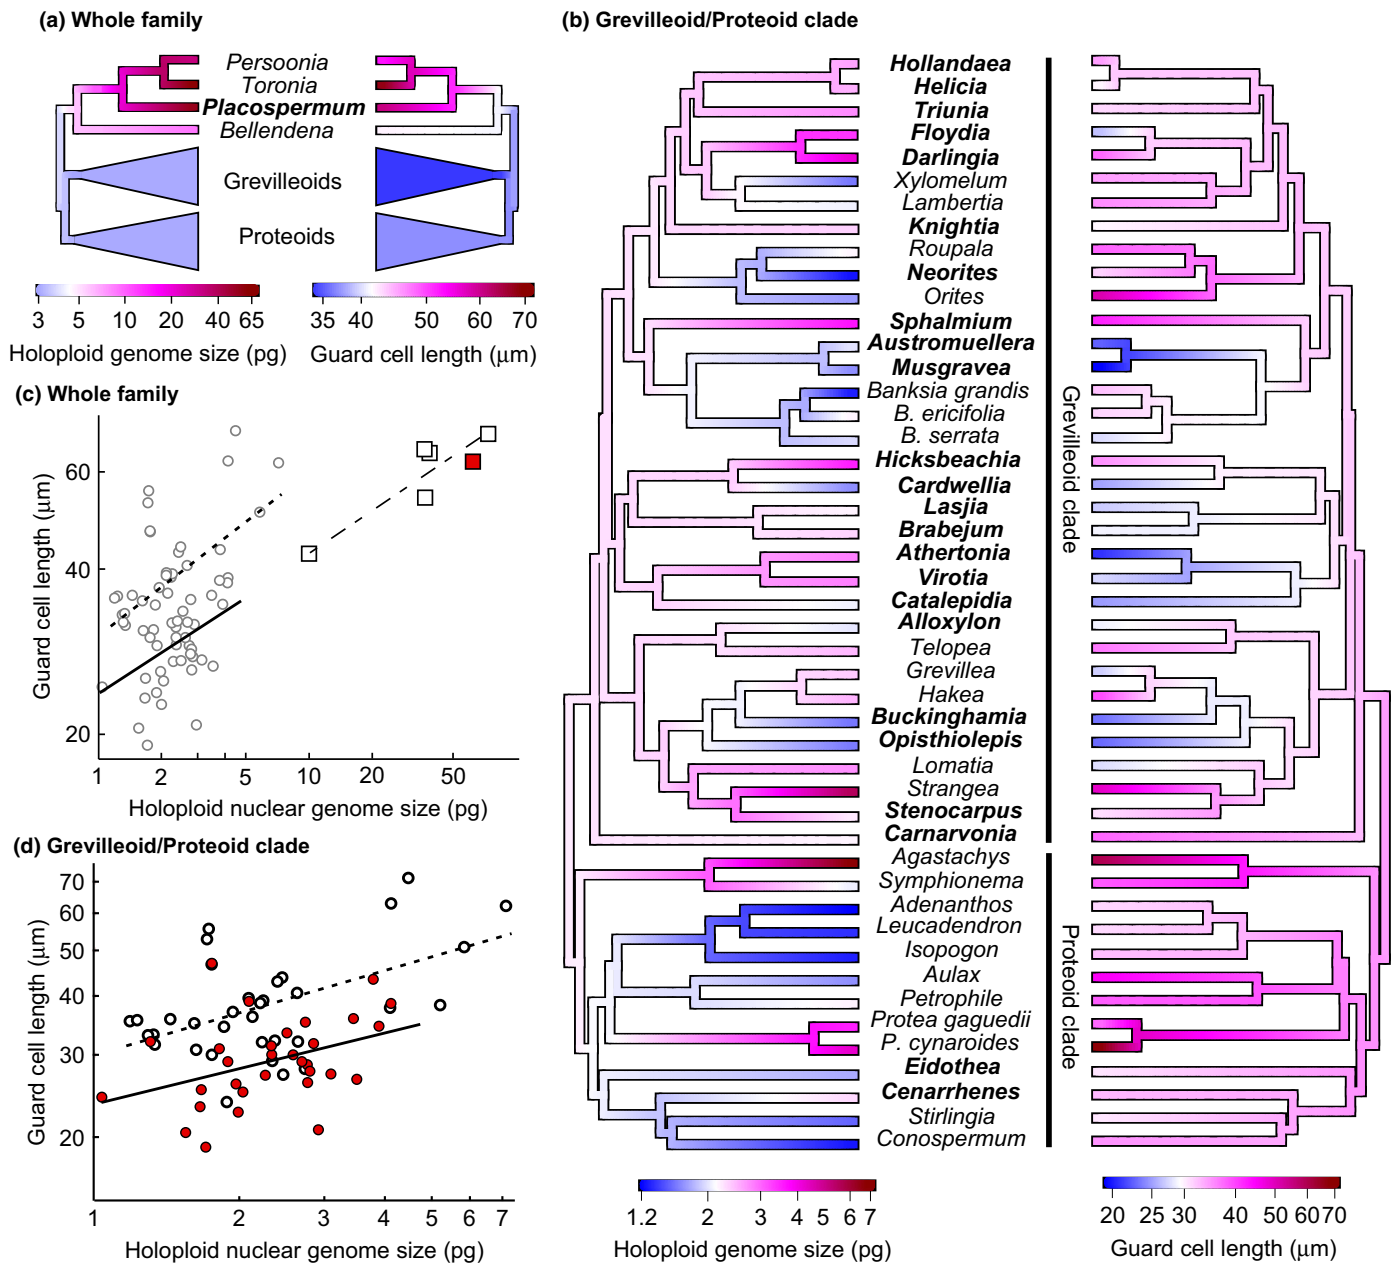 (a) Whole family
Persoonia
Toronia
Placospermum
Bellendena
Grevilleoids
Proteoids
3 5 10 20 40 65
Holoploid genome size (pg)
35 40 50 60 70
Guard cell length (μm)
(b) Grevilleoid/Proteoid clade
Hollandaea
Helicia
Triunia
Floydia
Darlingia
Xylomelum
Lambertia
Knightia
Roupala
Neorites
Orites
Sphalmium
Austromuellera
Musgravea
Banksia grandis
B. ericifolia
B. serrata
Hicksbeachia
Cardwellia
Lasjia
Brabejum
Athertonia
Virotia
Catalepidia
Alloxylon
Telopea
Grevillea
Hakea
Buckinghamia
Opisthiolepis
Lomatia
Strangea
Stenocarpus
Carnarvonia
Agastachys
Symphionema
Adenanthos
Leucadendron
Isopogon
Aulax
Petrophile
Protea gaguedii
P. cynaroides
Eidothea
Cenarrhenes
Stirlingia
Conospermum
Grevilleoid clade
Proteoid clade
1.2 2 3 4 5 6 7
Holoploid genome size (pg)
20 25 30 40 50 60 70
Guard cell length (μm)
(c) Whole family
60
40
20
Guard cell length (μm)
1 2 5 10 20 50
Holoploid nuclear genome size (pg)
(d) Grevilleoid/Proteoid clade
70
60
50
40
30
20
Guard cell length (μm)
1 2 3 4 5 6 7
Holoploid nuclear genome size (pg)